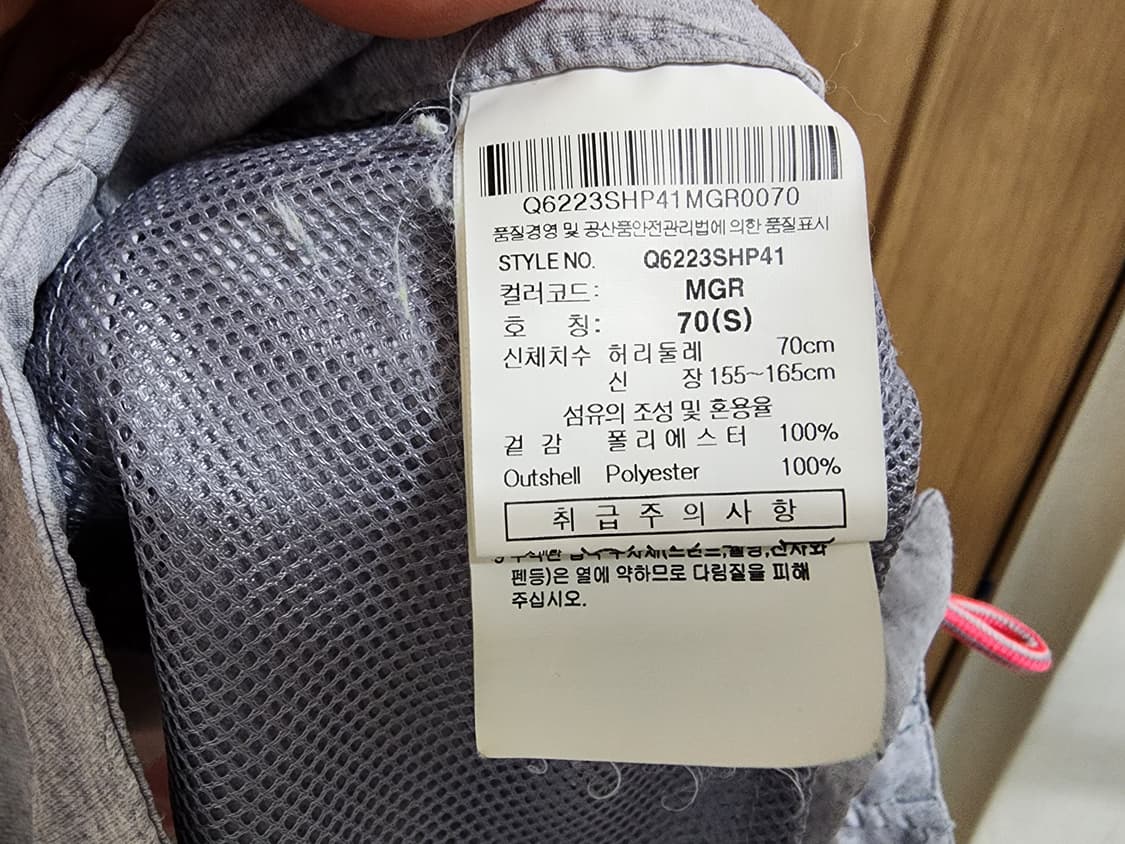 Q6223SHP41MGR0070
품질경영 및 공산품안전관리법에 의한 품질표시
STYLE NO. Q6223SHP41
컬러코드: MGR
호 칭: 70(S)
신체치수 허리둘레 70cm
신 장 155~165cm
섬유의 조성 및 혼용율
겉 감 폴리에스터 100%
Outshell Polyester 100%
취급주의사항
펜등)은 열에 약하므로 다림질을 피해
주십시오.